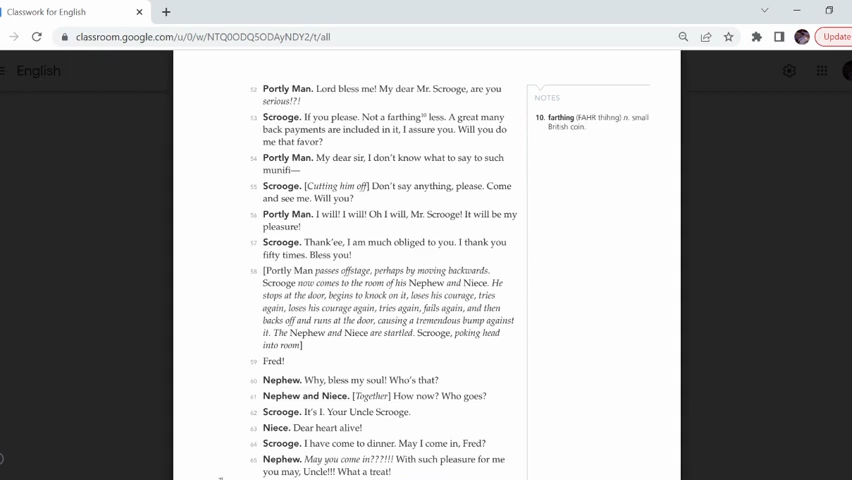 Classwork for English
classroom.google.com/u/0/w/NTQ0ODQ5ODAyNDY2/t/all
Update
English
52 Portly Man. Lord bless me! My dear Mr. Scrooge, are you
serious!?!
53 Scrooge. If you please. Not a farthing10 less. A great many
back payments are included in it, I assure you. Will you do
me that favor?
54 Portly Man. My dear sir, I don't know what to say to such
munifi—
55 Scrooge. [Cutting him off] Don't say anything, please. Come
and see me. Will you?
56 Portly Man. I will! I will! Oh I will, Mr. Scrooge! It will be my
pleasure!
57 Scrooge. Thank'ee, I am much obliged to you. I thank you
fifty times. Bless you!
58 [Portly Man passes offstage, perhaps by moving backwards.
Scrooge now comes to the room of his Nephew and Niece. He
stops at the door, begins to knock on it, loses his courage, tries
again, loses his courage again, tries again, fails again, and then
backs off and runs at the door, causing a tremendous bump against
it. The Nephew and Niece are startled. Scrooge, poking head
into room]
59 Fred!
60 Nephew. Why, bless my soul! Who's that?
61 Nephew and Niece. [Together] How now? Who goes?
62 Scrooge. It's I. Your Uncle Scrooge.
63 Niece. Dear heart alive!
64 Scrooge. I have come to dinner. May I come in, Fred?
65 Nephew. May you come in???!!! With such pleasure for me
you may, Uncle!!! What a treat!
NOTES
10. farthing (FAHR thihng) n. small
British coin.